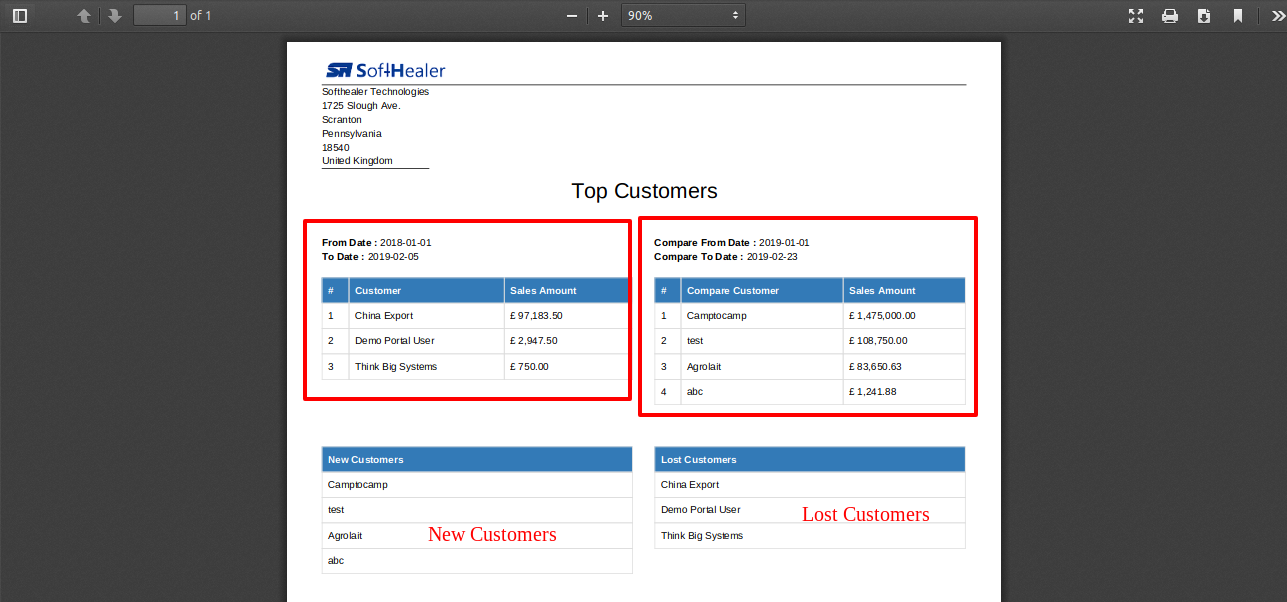 1 of 1
90%
SoftHealer
Softhealer Technologies
1725 Slough Ave.
Scranton
Pennsylvania
18540
United Kingdom
Top Customers
From Date : 2018-01-01
To Date : 2019-02-05
# Customer Sales Amount
1 China Export £ 97,183.50
2 Demo Portal User £ 2,947.50
3 Think Big Systems £ 750.00
Compare From Date : 2019-01-01
Compare To Date : 2019-02-23
# Compare Customer Sales Amount
1 Camptocamp £ 1,475,000.00
2 test £ 108,750.00
3 Agrolait £ 83,650.63
4 abc £ 1,241.88
New Customers
Camptocamp
test
Agrolait
abc
New Customers
Lost Customers
China Export
Demo Portal User
Think Big Systems
Lost Customers